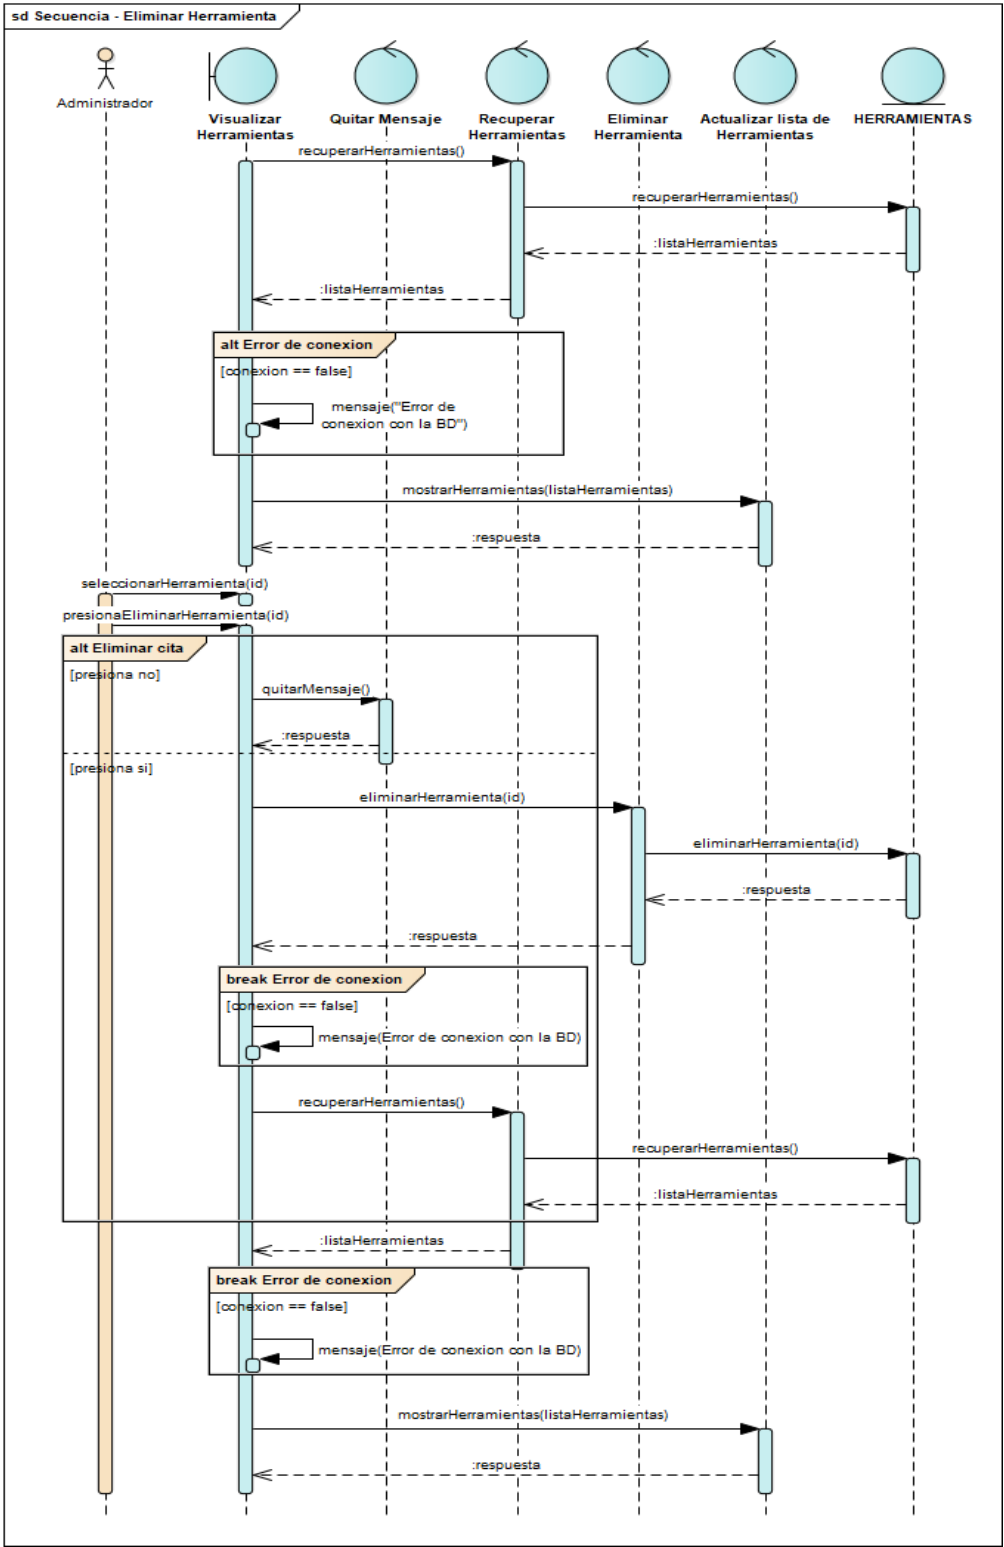 sd Secuencia - Eliminar Herramienta
Administrador
Visualizar
Herramientas
Quitar Mensaje
Recuperar
Herramientas
Eliminar
Herramienta
Actualizar lista de
Herramientas
HERRAMIENTAS
recuperarHerramientas()
recuperarHerramientas()
:listaHerramientas
:listaHerramientas
alt Error de conexion
[conexion == false]
mensaje("Error de
conexion con la BD")
mostrarHerramientas(listaHerramientas)
:respuesta
seleccionarHerramienta(id)
presionaEliminarHerramienta(id)
alt Eliminar cita
[presiona no]
quitarMensaje()
:respuesta
[presiona si]
eliminarHerramienta(id)
eliminarHerramienta(id)
:respuesta
:respuesta
break Error de conexion
[conexion == false]
mensaje(Error de conexion con la BD)
recuperarHerramientas()
recuperarHerramientas()
:listaHerramientas
:listaHerramientas
break Error de conexion
[conexion == false]
mensaje(Error de conexion con la BD)
mostrarHerramientas(listaHerramientas)
:respuesta